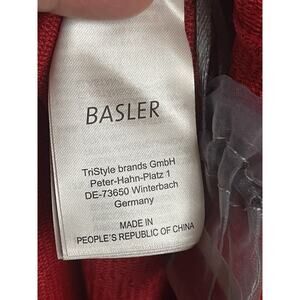 BASLER
TriStyle brands GmbH
Peter-Hahn-Platz 1
DE-73650 Winterbach
Germany
MADE IN
PEOPLE'S REPUBLIC OF CHINA